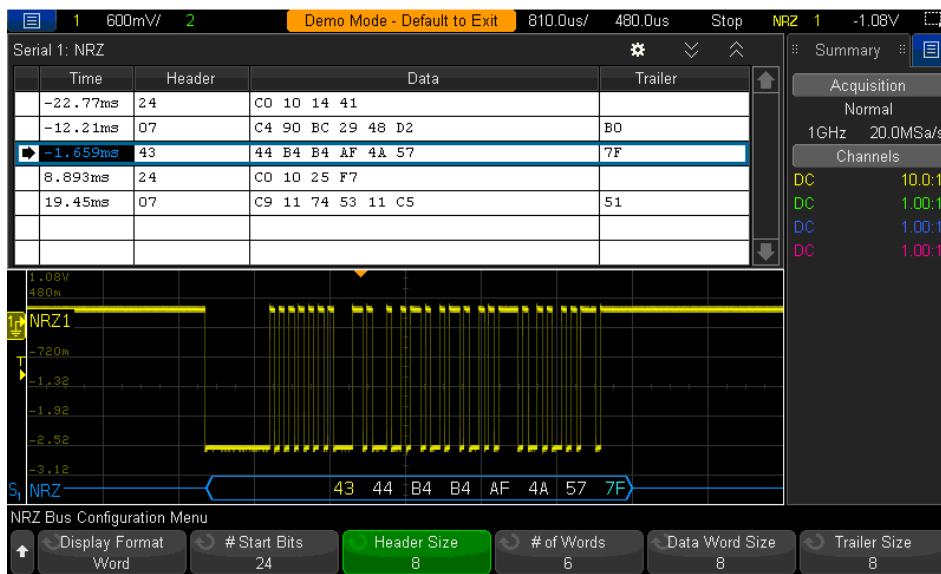 1 600mV/ 2 Demo Mode - Default to Exit 810.0us/ 480.0us Stop NRZ 1 -1.08V
Serial 1: NRZ
Time Header Data Trailer
-22.77ms 24 C0 10 14 41
-12.21ms 07 C4 90 BC 29 48 D2 B0
-1.659ms 43 44 B4 B4 AF 4A 57 7F
8.893ms 24 C0 10 25 F7
19.45ms 07 C9 11 74 53 11 C5 51
Summary
Acquisition
Normal
1GHz 20.0MSa/s
Channels
DC 10.0:1
DC 1.00:1
DC 1.00:1
DC 1.00:1
1.08V
480m
1 NRZ1
-720m
T
-1.32
-1.92
-2.52
-3.12
S1 NRZ 43 44 B4 B4 AF 4A 57 7F
NRZ Bus Configuration Menu
Display Format # Start Bits Header Size # of Words Data Word Size Trailer Size
Word 24 8 6 8 8